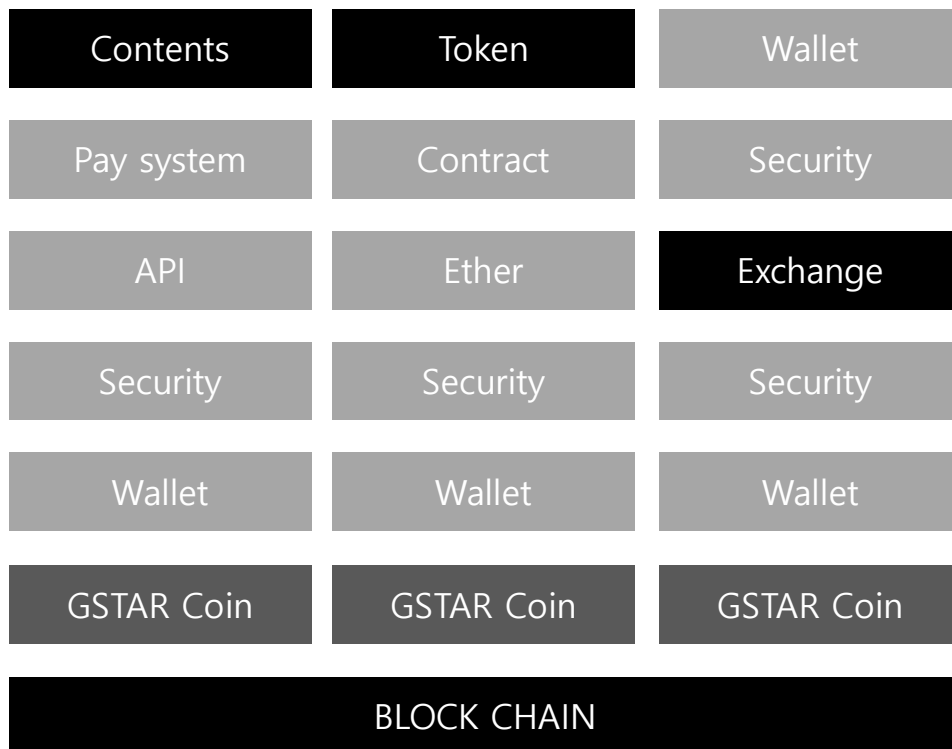 Contents Token Wallet
Pay system Contract Security
API Ether Exchange
Security Security Security
Wallet Wallet Wallet
GSTAR Coin GSTAR Coin GSTAR Coin
BLOCK CHAIN